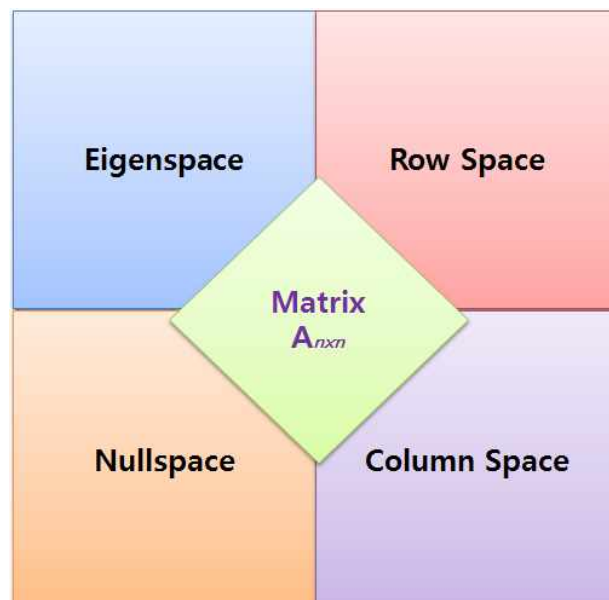 Eigenspace
Row Space
Matrix
Anxn
Nullspace
Column Space